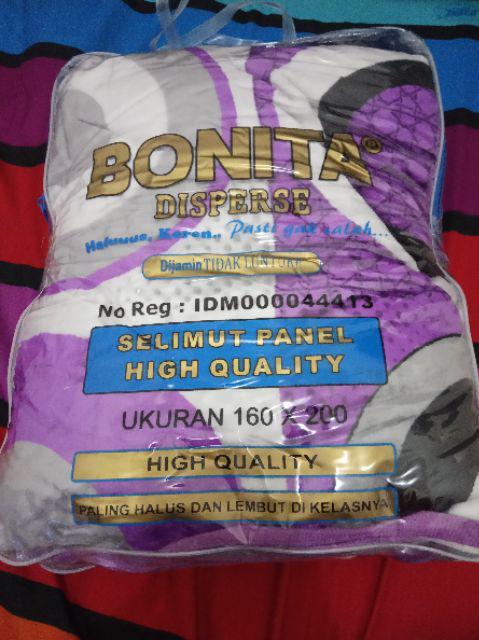 BONITA®
DISPERSE
Haluuus, Keren.. Pasti gak salah...
Dijamin TIDAK LUNTUR!
No Reg : IDM000044413
SELIMUT PANEL
HIGH QUALITY
UKURAN 160 X 200
HIGH QUALITY
PALING HALUS DAN LEMBUT DI KELASNYA